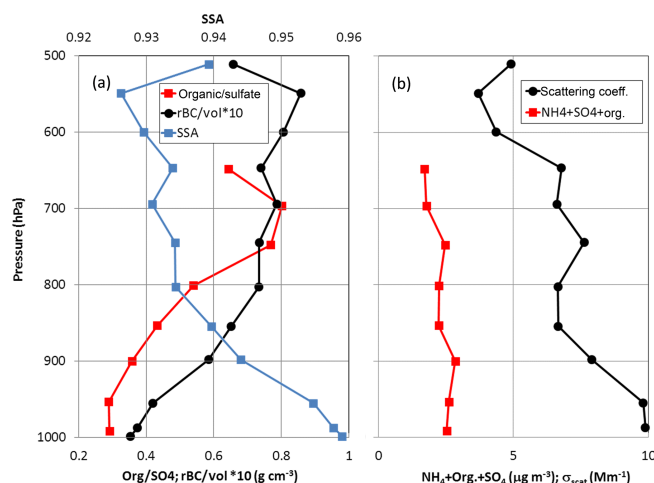 SSA
0.92 0.93 0.94 0.95 0.96
500
600
700
800
900
1000
Pressure (hPa)
(a)
Organic/sulfate
rBC/vol*10
SSA
0 0.2 0.4 0.6 0.8 1
Org/SO4; rBC/vol *10 (g cm⁻³)
(b)
Scattering coeff.
NH4+SO4+org.
0 5 10
NH₄+Org.+SO₄ (µg m⁻³); σscat (Mm⁻¹)